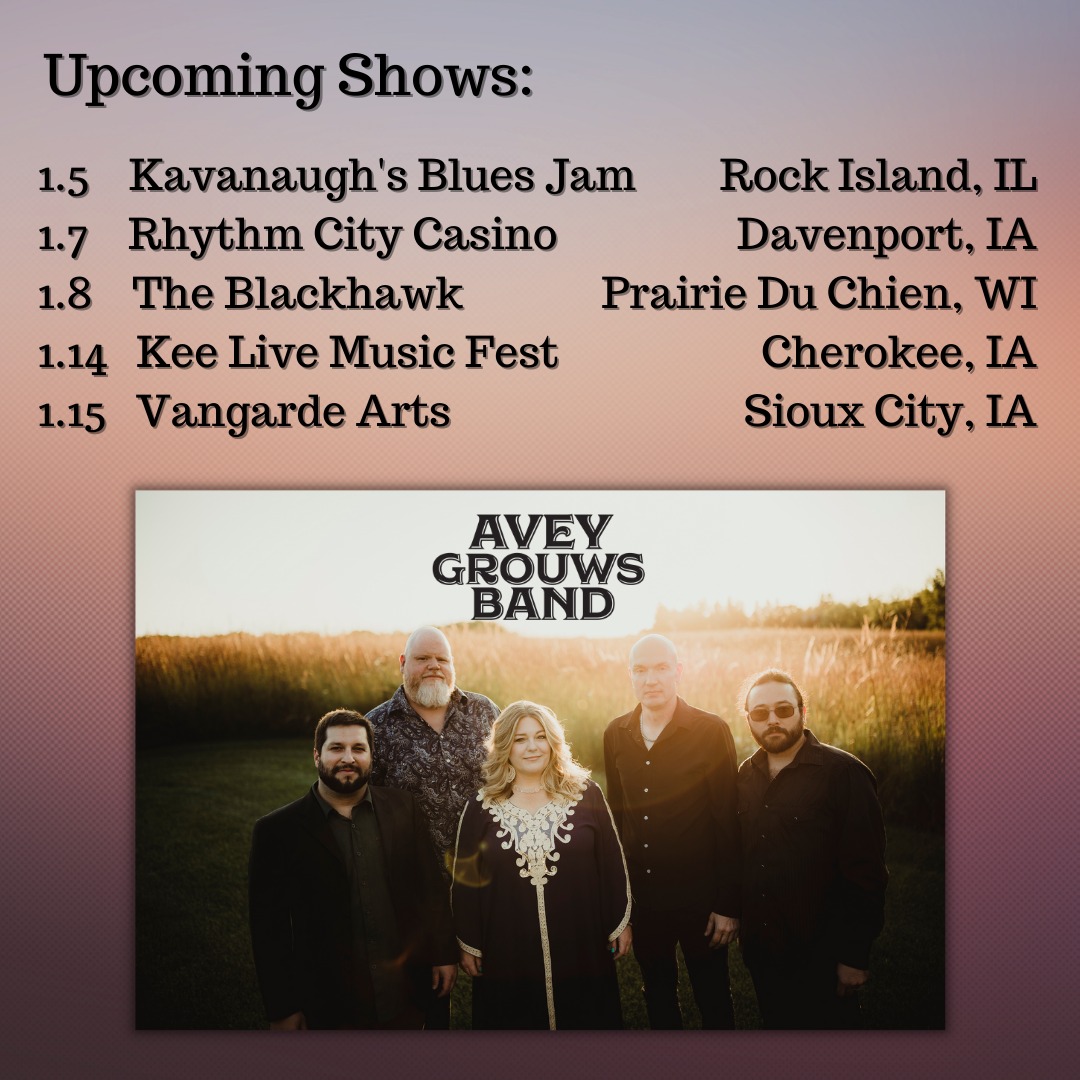 Upcoming Shows:
1.5 Kavanaugh's Blues Jam Rock Island, IL
1.7 Rhythm City Casino Davenport, IA
1.8 The Blackhawk Prairie Du Chien, WI
1.14 Kee Live Music Fest Cherokee, IA
1.15 Vangarde Arts Sioux City, IA
AVEY
GROUWS
BAND